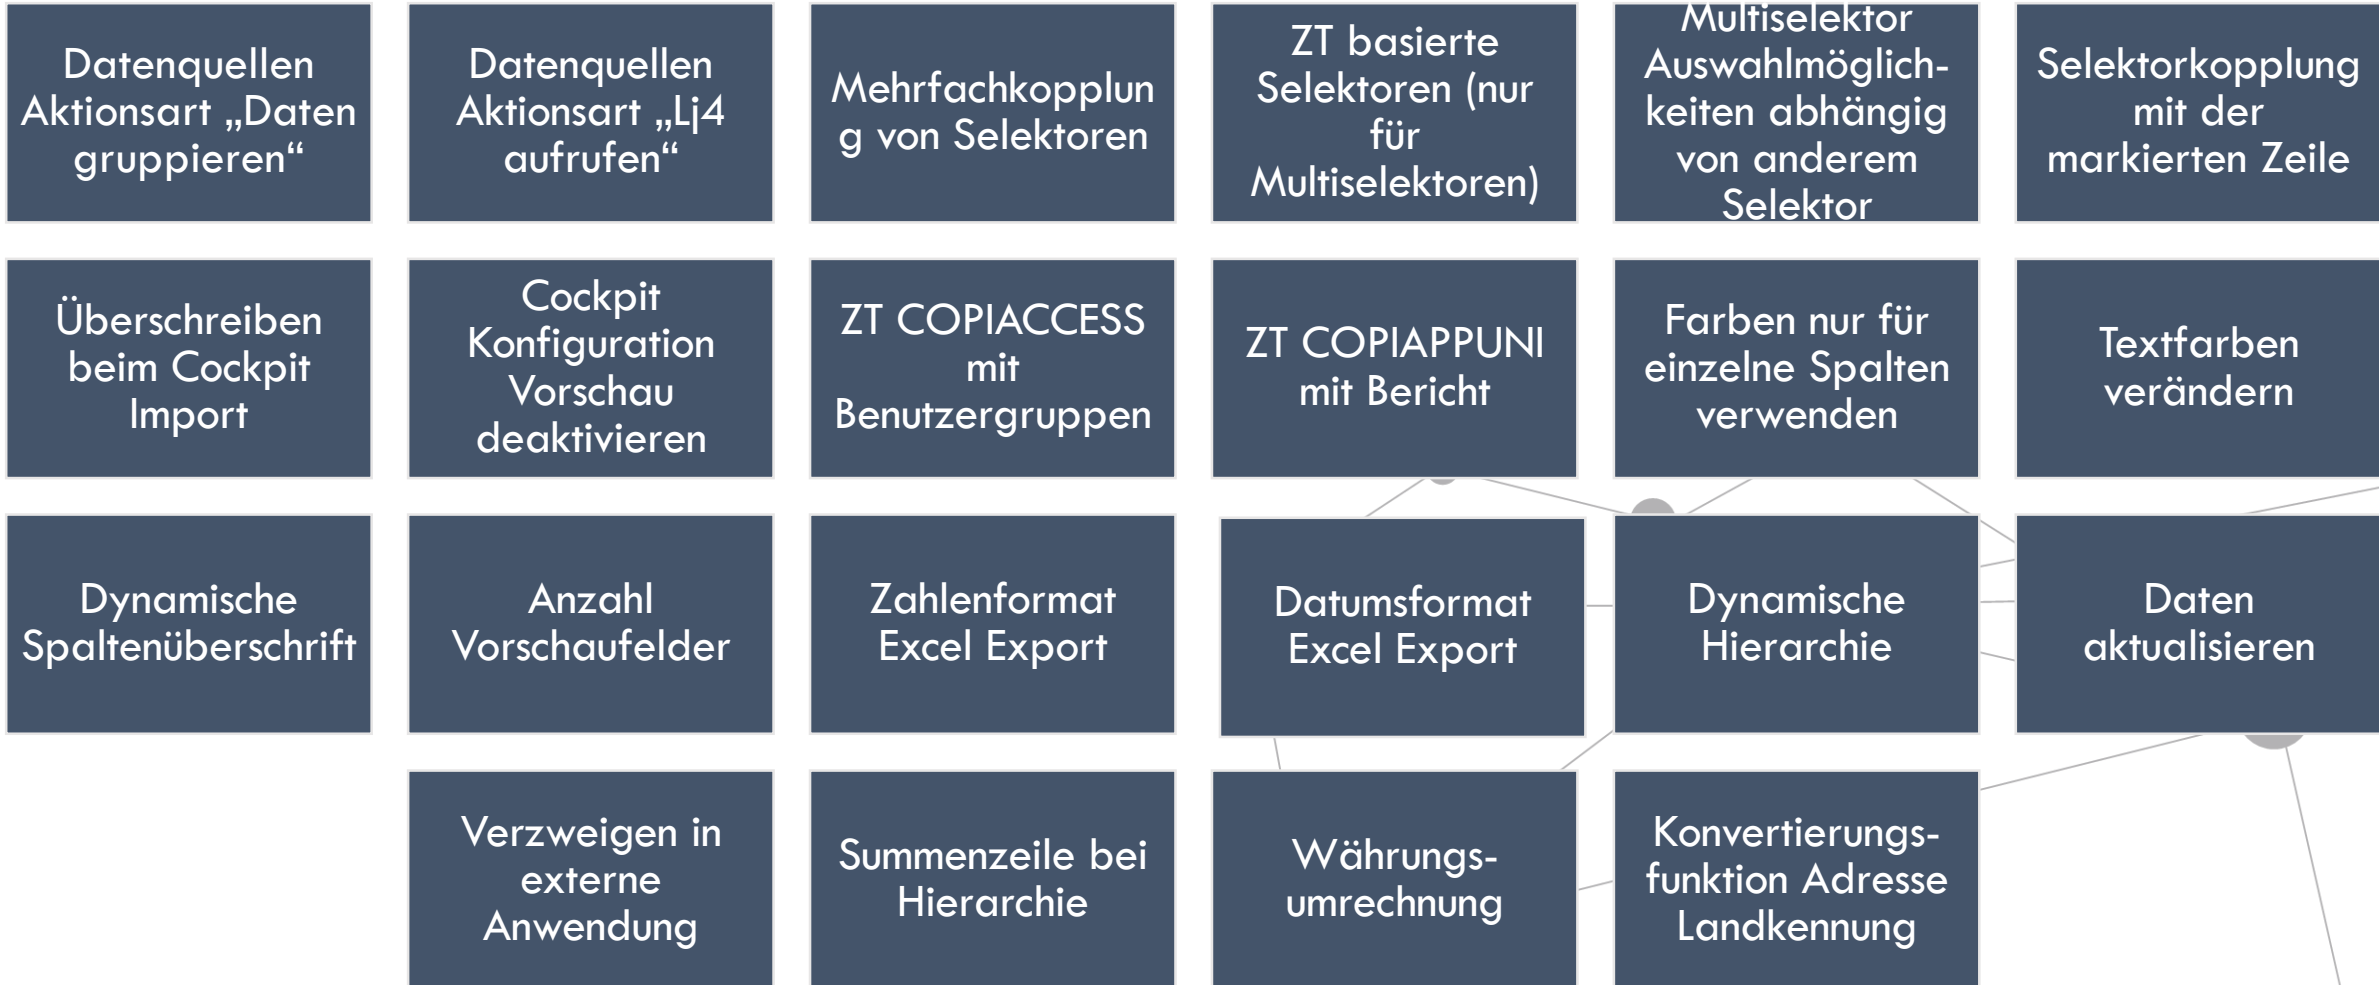 Datenquellen
Aktionsart „Daten
gruppieren“
Datenquellen
Aktionsart „Lj4
aufrufen“
Mehrfachkopplun
g von Selektoren
ZT basierte
Selektoren (nur
für
Multiselektoren)
Multiselektor
Auswahlmöglich-
keiten abhängig
von anderem
Selektor
Selektorkopplung
mit der
markierten Zeile
Überschreiben
beim Cockpit
Import
Cockpit
Konfiguration
Vorschau
deaktivieren
ZT COPIACCESS
mit
Benutzergruppen
ZT COPIAPPUNI
mit Bericht
Farben nur für
einzelne Spalten
verwenden
Textfarben
verändern
Dynamische
Spaltenüberschrift
Anzahl
Vorschaufelder
Zahlenformat
Excel Export
Datumsformat
Excel Export
Dynamische
Hierarchie
Daten
aktualisieren
Verzweigen in
externe
Anwendung
Summenzeile bei
Hierarchie
Währungs-
umrechnung
Konvertierungs-
funktion Adresse
Landkennung